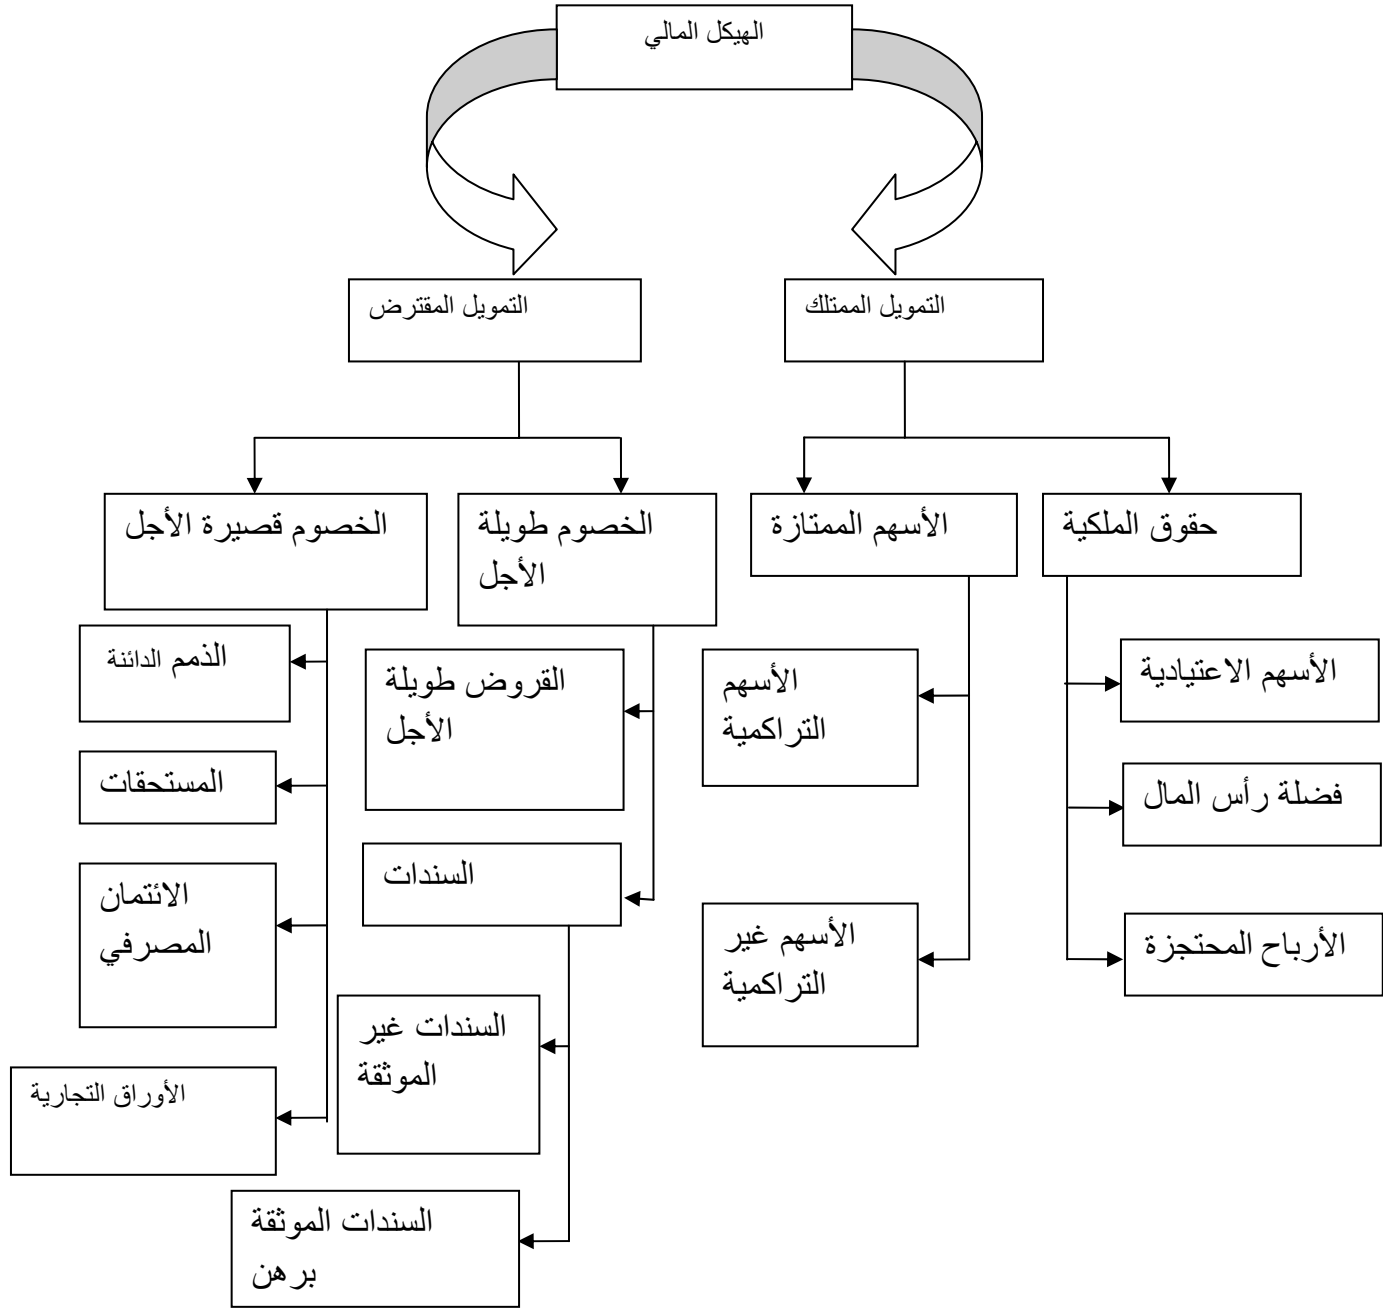 الهيكل المالي
التمويل الممتلك
التمويل المقترض
حقوق الملكية
الأسهم الممتازة
الخصوم طويلة
الأجل
الخصوم قصيرة الأجل
الأسهم الاعتيادية
فضلة رأس المال
الأرباح المحتجزة
الأسهم
التراكمية
الأسهم غير
التراكمية
القروض طويلة
الأجل
السندات
السندات غير
الموثقة
السندات الموثقة
برهن
الذمم الدائنة
المستحقات
الائتمان
المصرفي
الأوراق التجارية